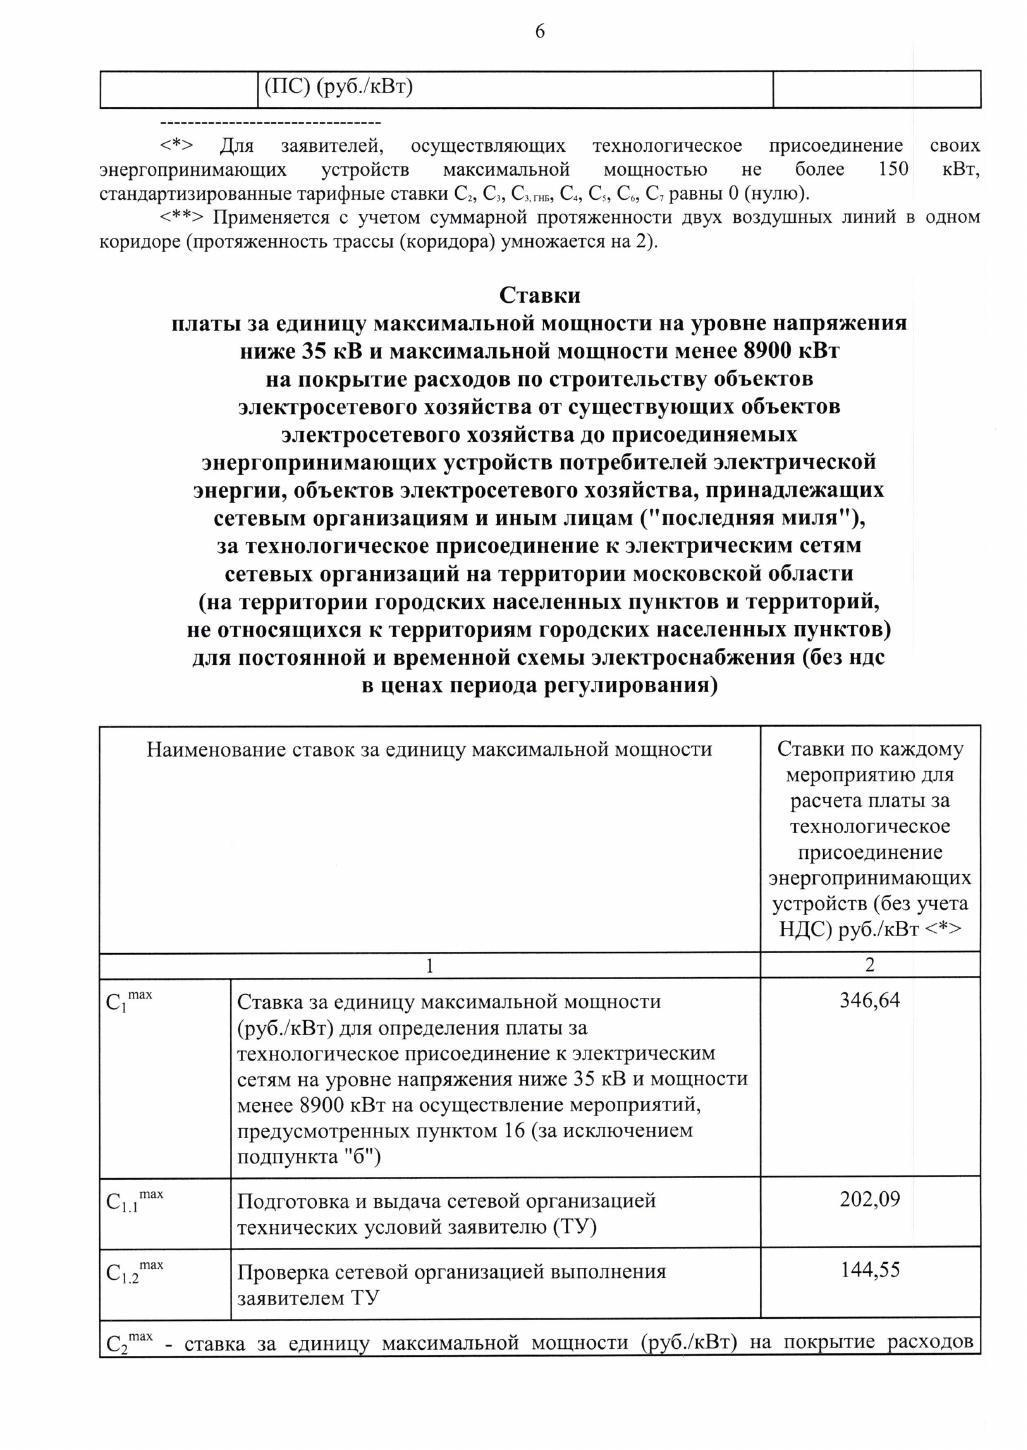 6
(ПС) (руб./кВт)
--------------------------------
<*> Для заявителей, осуществляющих технологическое присоединение своих
энергопринимающих устройств максимальной мощностью не более 150 кВт,
стандартизированные тарифные ставки С₂, С₃, С₃.ГНБ, С₄, С₅, С₆, С₇ равны 0 (нулю).
<**> Применяется с учетом суммарной протяженности двух воздушных линий в одном
коридоре (протяженность трассы (коридора) умножается на 2).
Ставки
платы за единицу максимальной мощности на уровне напряжения
ниже 35 кВ и максимальной мощности менее 8900 кВт
на покрытие расходов по строительству объектов
электросетевого хозяйства от существующих объектов
электросетевого хозяйства до присоединяемых
энергопринимающих устройств потребителей электрической
энергии, объектов электросетевого хозяйства, принадлежащих
сетевым организациям и иным лицам ("последняя миля"),
за технологическое присоединение к электрическим сетям
сетевых организаций на территории московской области
(на территории городских населенных пунктов и территорий,
не относящихся к территориям городских населенных пунктов)
для постоянной и временной схемы электроснабжения (без ндс
в ценах периода регулирования)
Наименование ставок за единицу максимальной мощности
Ставки по каждому
мероприятию для
расчета платы за
технологическое
присоединение
энергопринимающих
устройств (без учета
НДС) руб./кВт <*>
1
2
С₁ᵐᵃˣ
Ставка за единицу максимальной мощности
(руб./кВт) для определения платы за
технологическое присоединение к электрическим
сетям на уровне напряжения ниже 35 кВ и мощности
менее 8900 кВт на осуществление мероприятий,
предусмотренных пунктом 16 (за исключением
подпункта "б")
346,64
С₁.₁ᵐᵃˣ
Подготовка и выдача сетевой организацией
технических условий заявителю (ТУ)
202,09
С₁.₂ᵐᵃˣ
Проверка сетевой организацией выполнения
заявителем ТУ
144,55
С₂ᵐᵃˣ - ставка за единицу максимальной мощности (руб./кВт) на покрытие расходов